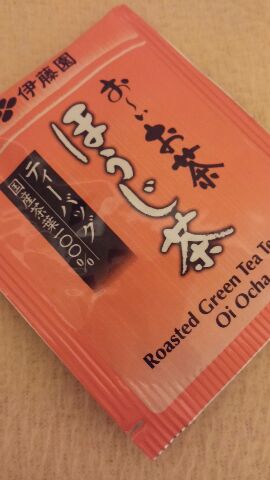 伊藤園
お～いお茶
ほうじ茶
ティーバッグ
国産茶葉100%
Roasted Green Tea
Oi Ocha